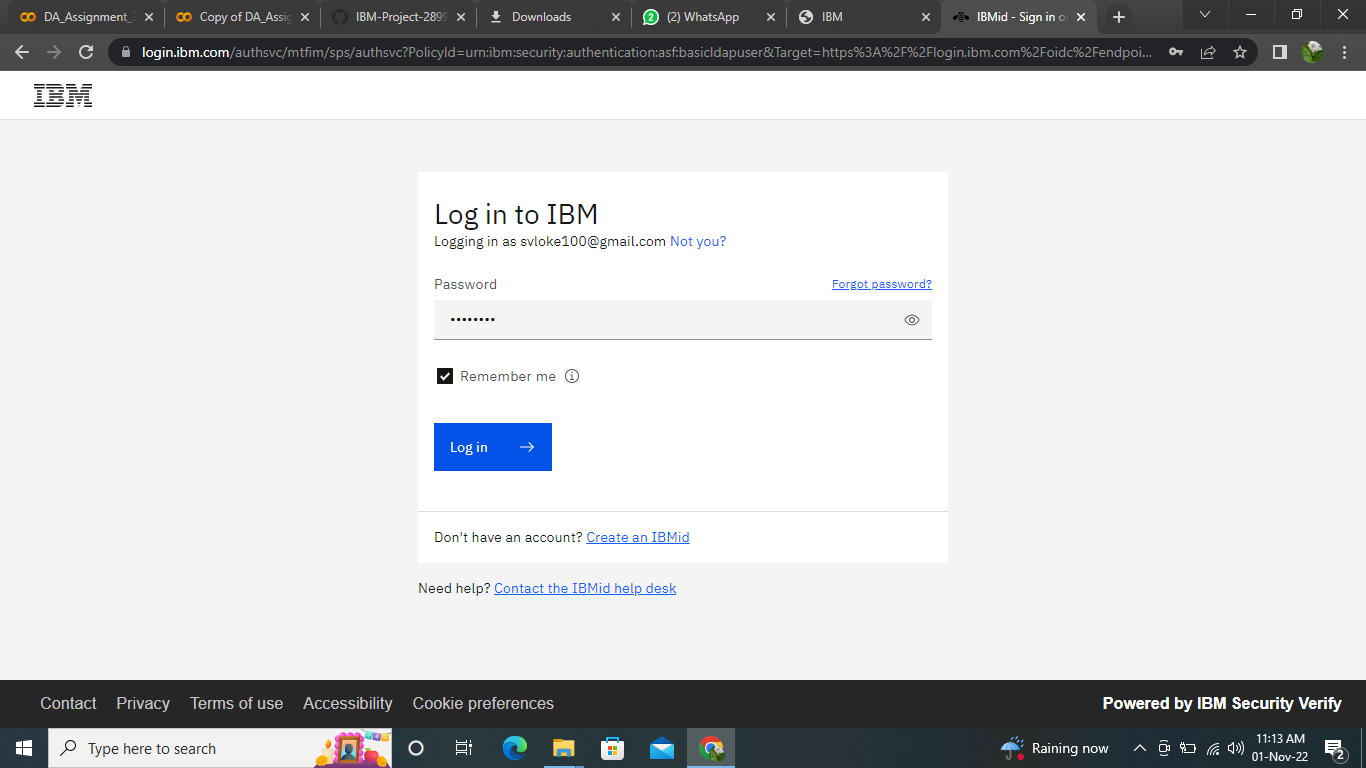 DA_Assignment_3
Copy of DA_Assig
IBM-Project-2899
Downloads
(2) WhatsApp
IBM
IBMid - Sign in o
login.ibm.com/authsvc/mtfim/sps/authsvc?PolicyId=urn:ibm:security:authentication:asf:basicldapuser&Target=https%3A%2F%2Flogin.ibm.com%2Foidc%2Fendpoi...
IBM
Log in to IBM
Logging in as svloke100@gmail.com Not you?
Password
Forgot password?
••••••••
Remember me
Log in
Don't have an account? Create an IBMid
Need help? Contact the IBMid help desk
Contact Privacy Terms of use Accessibility Cookie preferences
Powered by IBM Security Verify
Type here to search
Raining now
11:13 AM
01-Nov-22
2